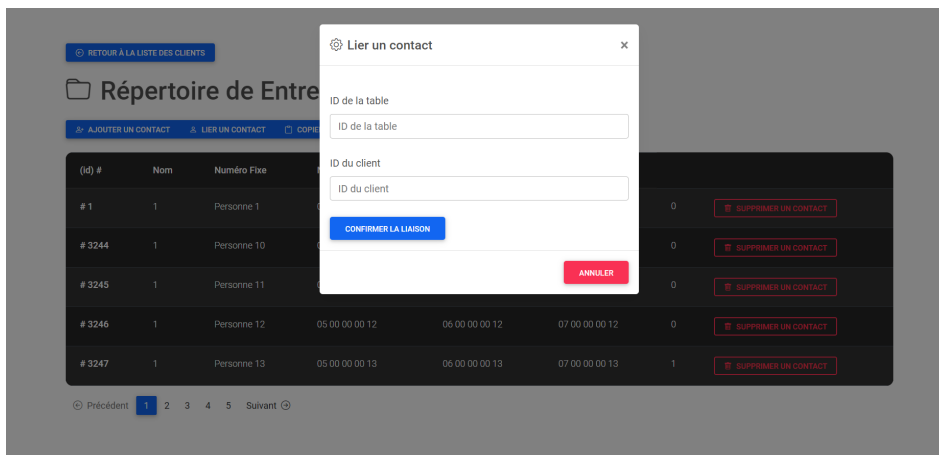 Lier un contact ×
RETOUR À LA LISTE DES CLIENTS
Répertoire de Entre
ID de la table
ID de la table
AJOUTER UN CONTACT LIER UN CONTACT
ID du client
ID du client
(id) # Nom Numéro Fixe
# 1 1 Personne 1 0 SUPPRIMER UN CONTACT
CONFIRMER LA LIAISON
# 3244 1 Personne 10 0 SUPPRIMER UN CONTACT
ANNULER
# 3245 1 Personne 11 0 SUPPRIMER UN CONTACT
# 3246 1 Personne 12 05 00 00 00 12 06 00 00 00 12 07 00 00 00 12 0 SUPPRIMER UN CONTACT
# 3247 1 Personne 13 05 00 00 00 13 06 00 00 00 13 07 00 00 00 13 1 SUPPRIMER UN CONTACT
Précédent 1 2 3 4 5 Suivant